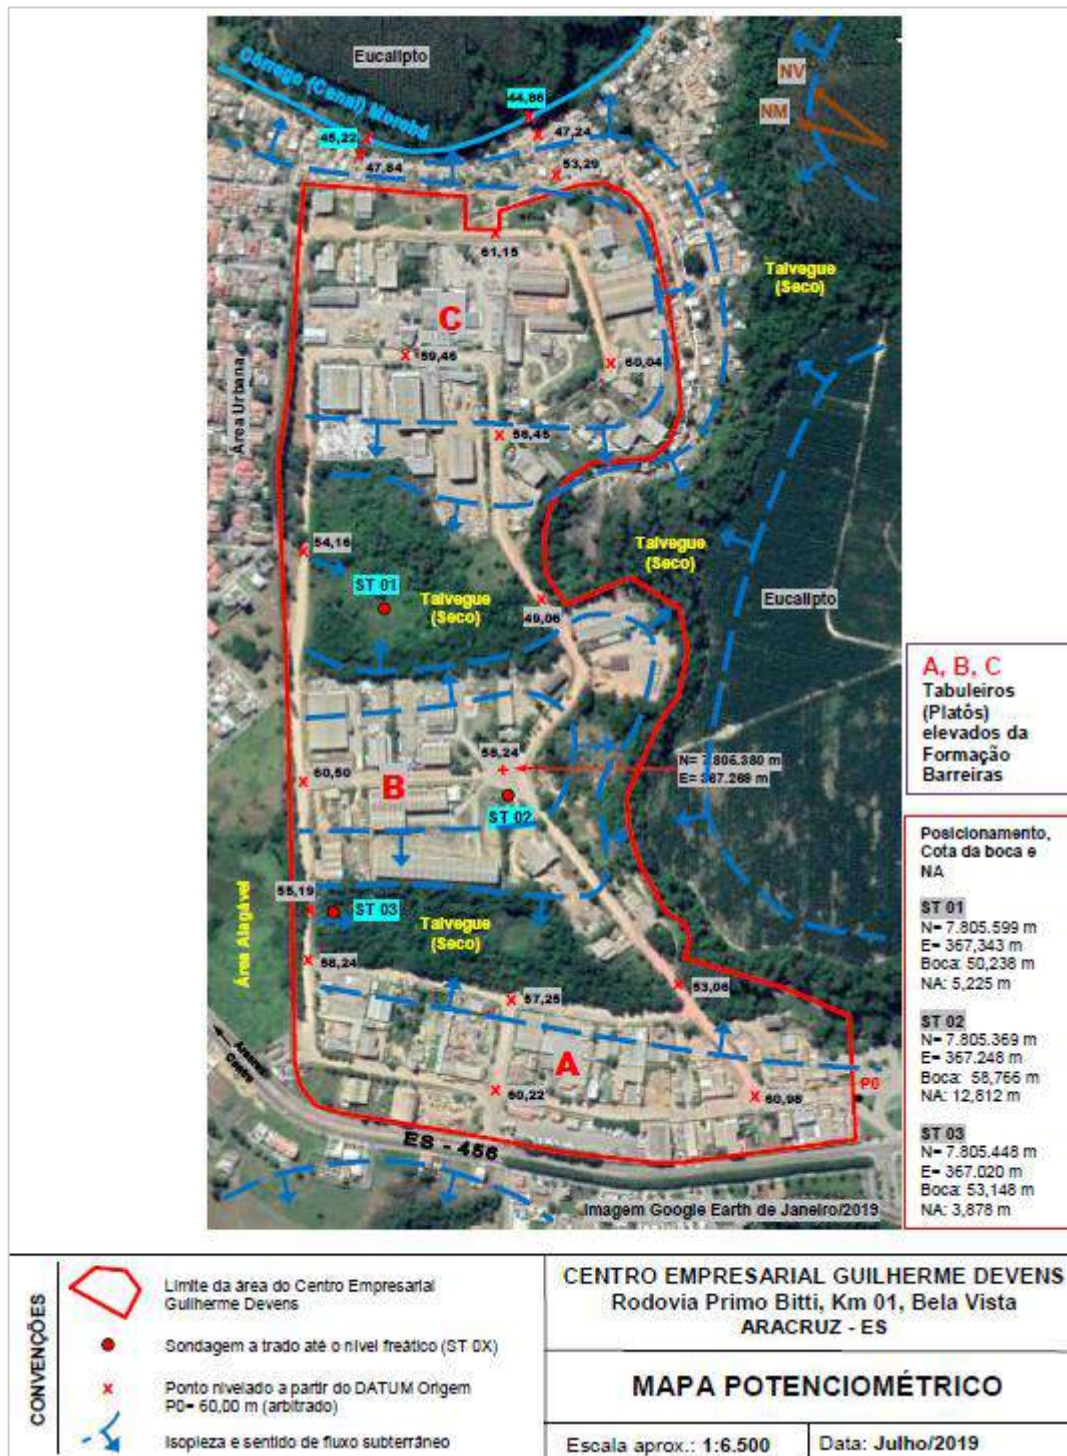 Eucalipto
Córrego (Canal) Morobá
NV
NM
44,86
45,22
47,24
47,84
53,29
61,15
Talvegue
(Seco)
C
59,46
60,04
Área Urbana
58,45
54,16
Talvegue
(Seco)
ST 01
Talvegue
(Seco)
49,06
Eucalipto
A, B, C
Tabuleiros
(Platôs)
elevados da
Formação
Barreiras
58,24
N= 7.805.380 m
E= 367.268 m
60,50
B
ST 02
Posicionamento,
Cota da boca e
NA
ST 01
N= 7.805.599 m
E= 367,343 m
Boca: 50,238 m
NA: 5,225 m
ST 02
N= 7.805.369 m
E= 367.248 m
Boca: 58,766 m
NA: 12,812 m
ST 03
N= 7.805.448 m
E= 367.020 m
Boca: 53,148 m
NA: 3,878 m
55,19
ST 03
Área Alagável
Talvegue
(Seco)
58,24
53,06
57,25
Aracruz
Centro
A
P0
60,22
60,98
ES - 456
Imagem Google Earth de Janeiro/2019
CONVENÇÕES
Limite da área do Centro Empresarial
Guilherme Devens
Sondagem a trado até o nível freático (ST 0X)
Ponto nivelado a partir do DATUM Origem
P0= 60,00 m (arbitrado)
Isopieza e sentido de fluxo subterrâneo
CENTRO EMPRESARIAL GUILHERME DEVENS
Rodovia Primo Bitti, Km 01, Bela Vista
ARACRUZ - ES
MAPA POTENCIOMÉTRICO
Escala aprox.: 1:6.500
Data: Julho/2019